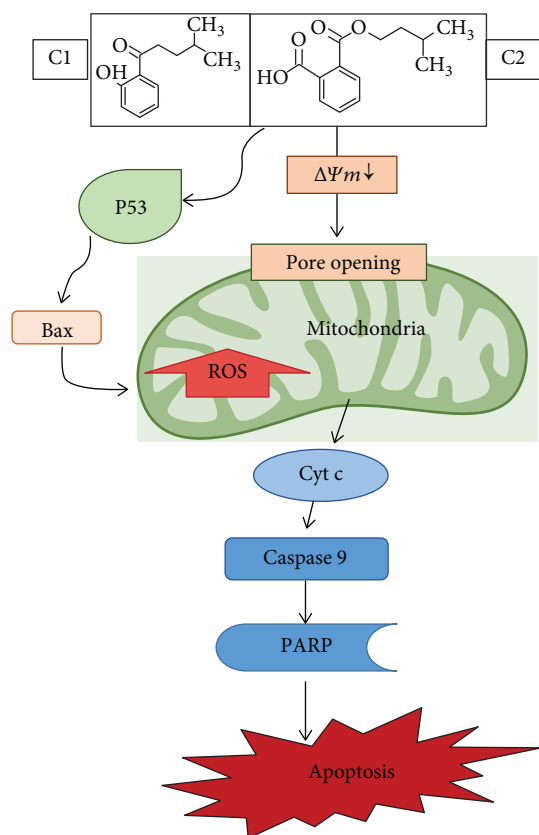 C1
O
CH₃
CH₃
OH
O
O
O
HO
CH₃
CH₃
C2
ΔΨm↓
P53
Pore opening
Mitochondria
Bax
ROS
Cyt c
Caspase 9
PARP
Apoptosis